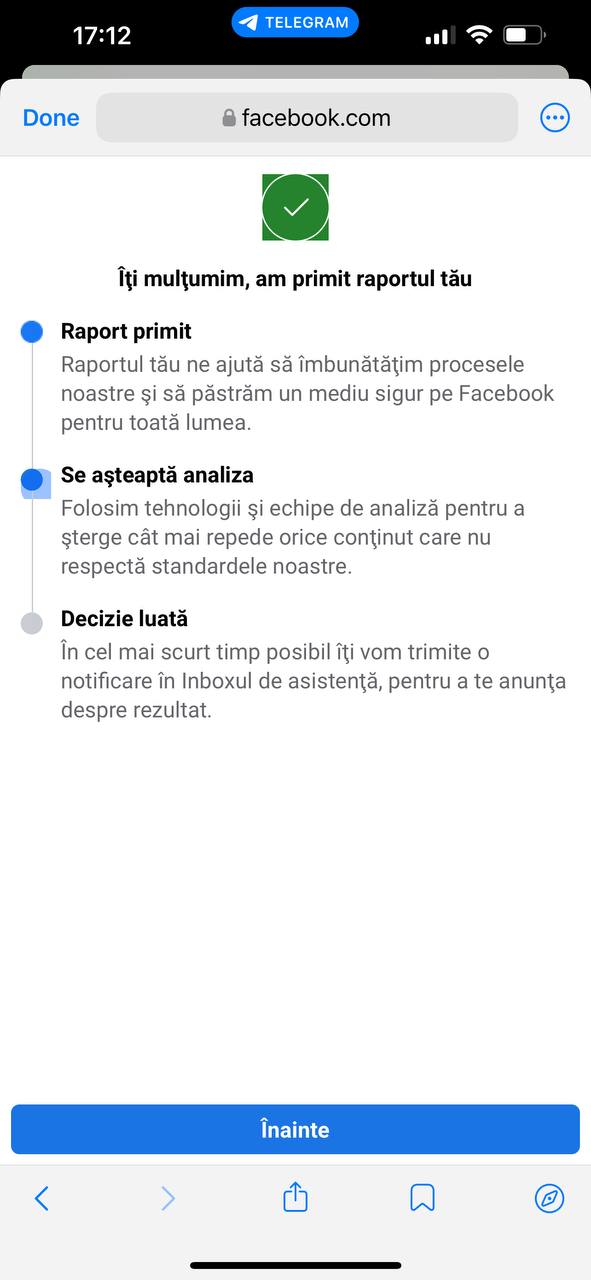 17:12
TELEGRAM
Done
facebook.com
Îţi mulţumim, am primit raportul tău
Raport primit
Raportul tău ne ajută să îmbunătăţim procesele
noastre şi să păstrăm un mediu sigur pe Facebook
pentru toată lumea.
Se aşteaptă analiza
Folosim tehnologii şi echipe de analiză pentru a
şterge cât mai repede orice conţinut care nu
respectă standardele noastre.
Decizie luată
În cel mai scurt timp posibil îţi vom trimite o
notificare în Inboxul de asistenţă, pentru a te anunţa
despre rezultat.
Înainte